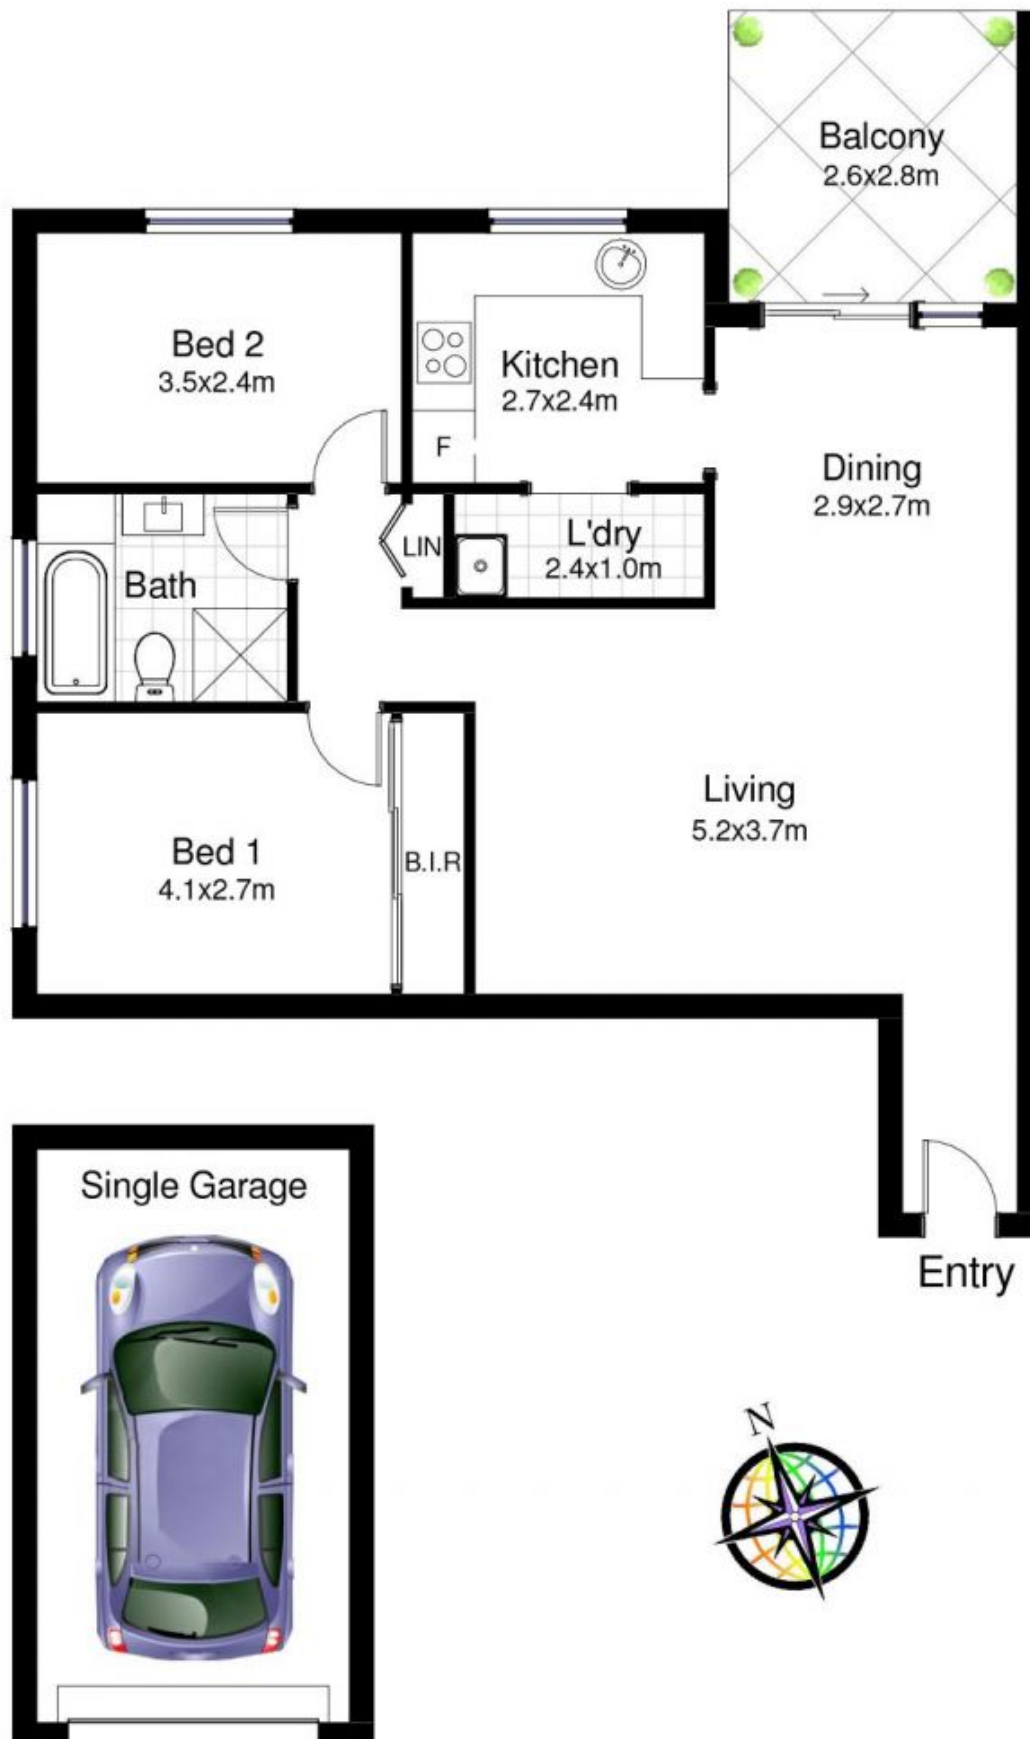 Balcony
2.6x2.8m
Bed 2
3.5x2.4m
Kitchen
2.7x2.4m
F
Dining
2.9x2.7m
L'dry
2.4x1.0m
LIN
Bath
Living
5.2x3.7m
Bed 1
4.1x2.7m
B.I.R
Single Garage
Entry
N